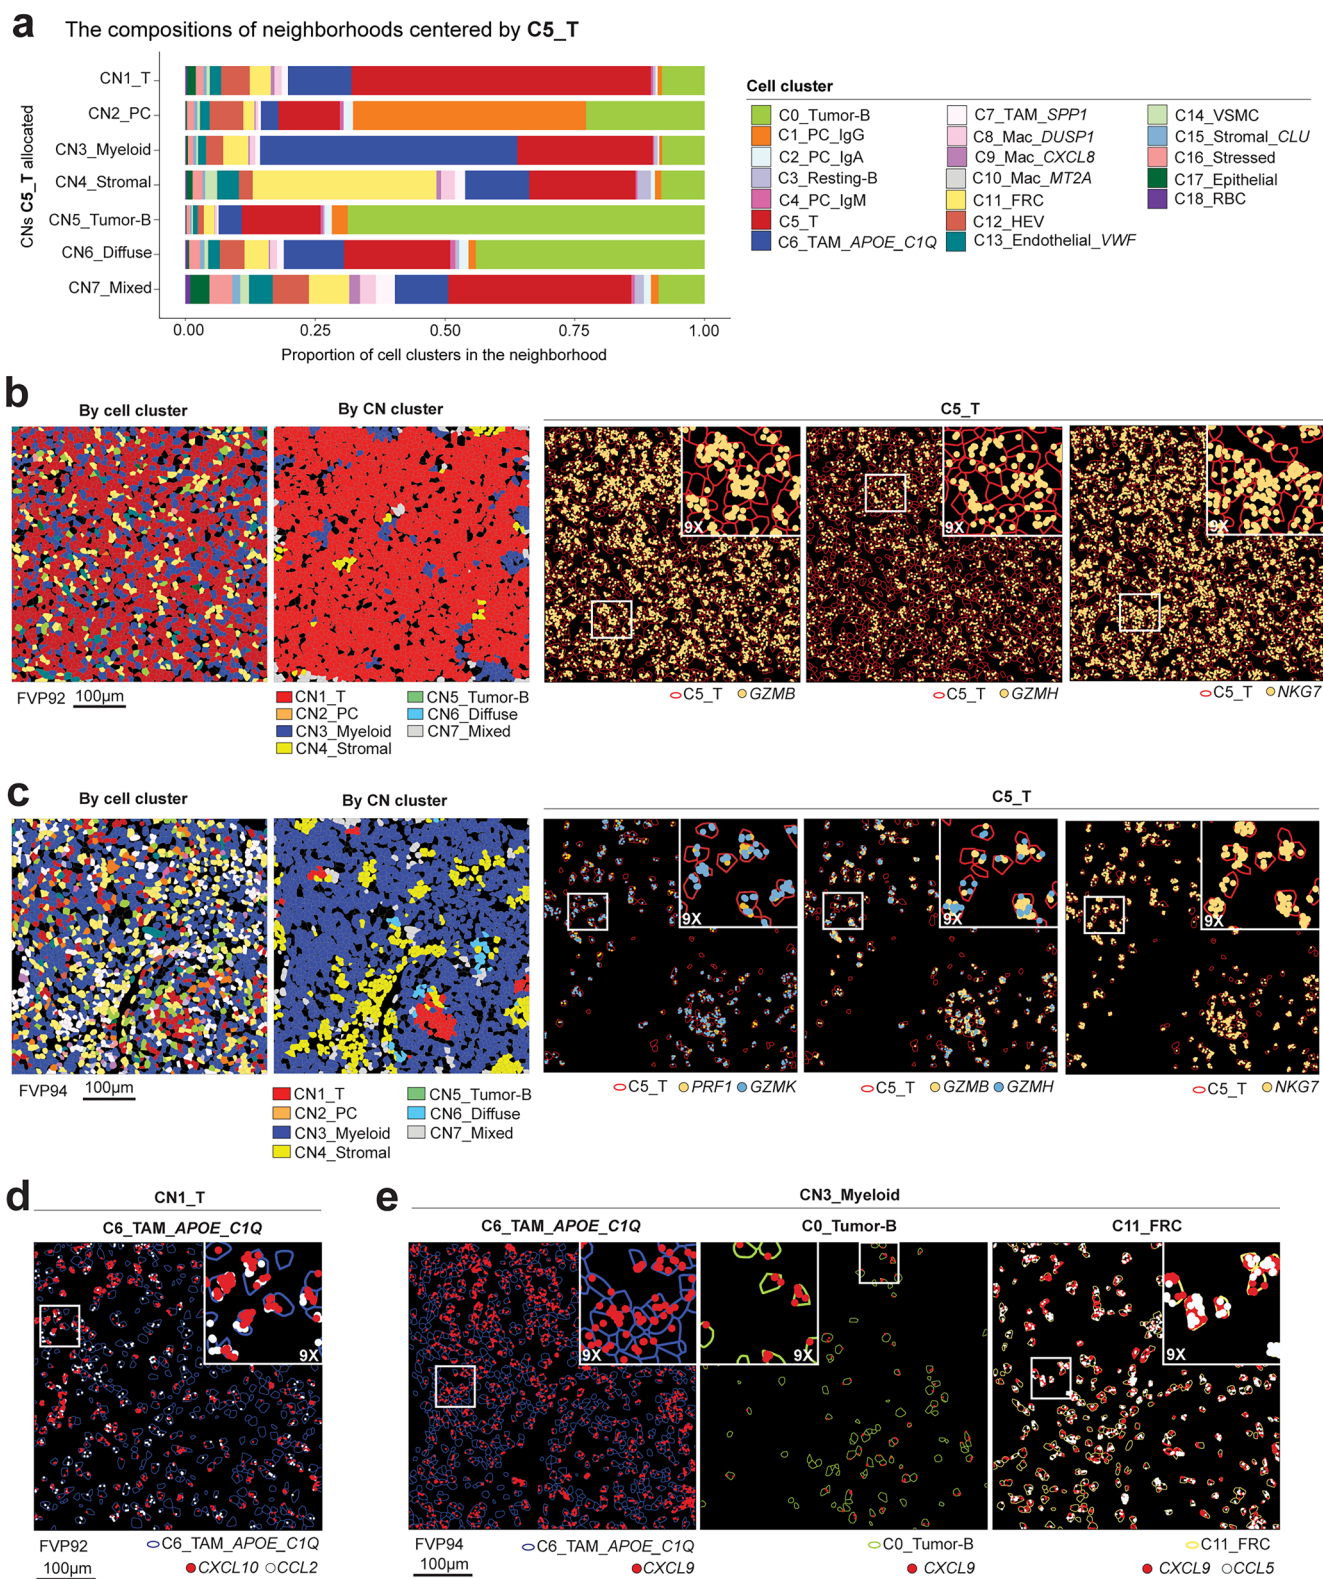 a
The compositions of neighborhoods centered by C5_T
CNs C5_T allocated
CN1_T
CN2_PC
CN3_Myeloid
CN4_Stromal
CN5_Tumor-B
CN6_Diffuse
CN7_Mixed
0.00 0.25 0.50 0.75 1.00
Proportion of cell clusters in the neighborhood
Cell cluster
C0_Tumor-B
C1_PC_IgG
C2_PC_IgA
C3_Resting-B
C4_PC_IgM
C5_T
C6_TAM_APOE_C1Q
C7_TAM_SPP1
C8_Mac_DUSP1
C9_Mac_CXCL8
C10_Mac_MT2A
C11_FRC
C12_HEV
C13_Endothelial_VWF
C14_VSMC
C15_Stromal_CLU
C16_Stressed
C17_Epithelial
C18_RBC
b
By cell cluster
By CN cluster
C5_T
9X
9X
9X
FVP92 100μm
CN1_T
CN2_PC
CN3_Myeloid
CN4_Stromal
CN5_Tumor-B
CN6_Diffuse
CN7_Mixed
C5_T GZMB
C5_T GZMH
C5_T NKG7
c
By cell cluster
By CN cluster
C5_T
9X
9X
9X
FVP94 100μm
CN1_T
CN2_PC
CN3_Myeloid
CN4_Stromal
CN5_Tumor-B
CN6_Diffuse
CN7_Mixed
C5_T PRF1 GZMK
C5_T GZMB GZMH
C5_T NKG7
d
CN1_T
C6_TAM_APOE_C1Q
9X
FVP92
100μm
C6_TAM_APOE_C1Q
CXCL10 CCL2
e
CN3_Myeloid
C6_TAM_APOE_C1Q
C0_Tumor-B
C11_FRC
9X
9X
9X
FVP94
100μm
C6_TAM_APOE_C1Q
CXCL9
C0_Tumor-B
CXCL9
C11_FRC
CXCL9 CCL5